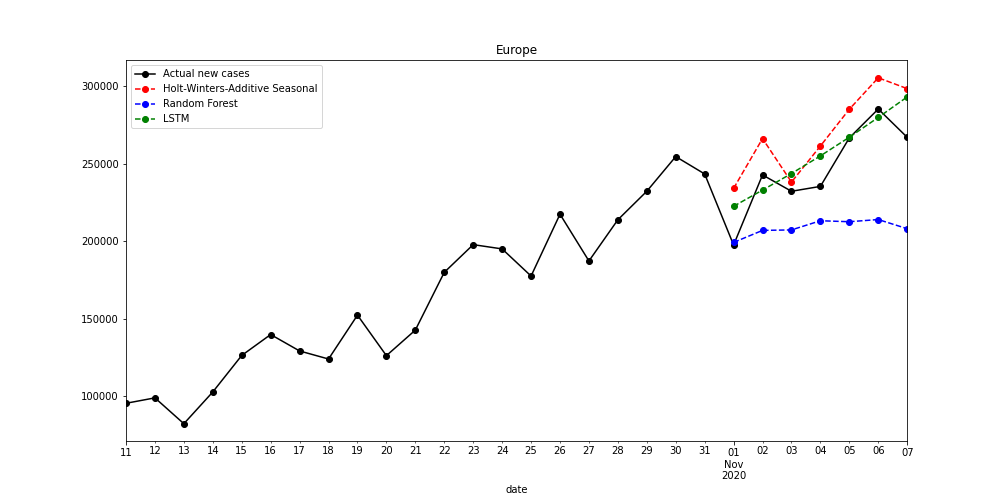 Europe
Actual new cases
Holt-Winters-Additive Seasonal
Random Forest
LSTM
300000
250000
200000
150000
100000
11 12 13 14 15 16 17 18 19 20 21 22 23 24 25 26 27 28 29 30 31 01 02 03 04 05 06 07
Nov
2020
date